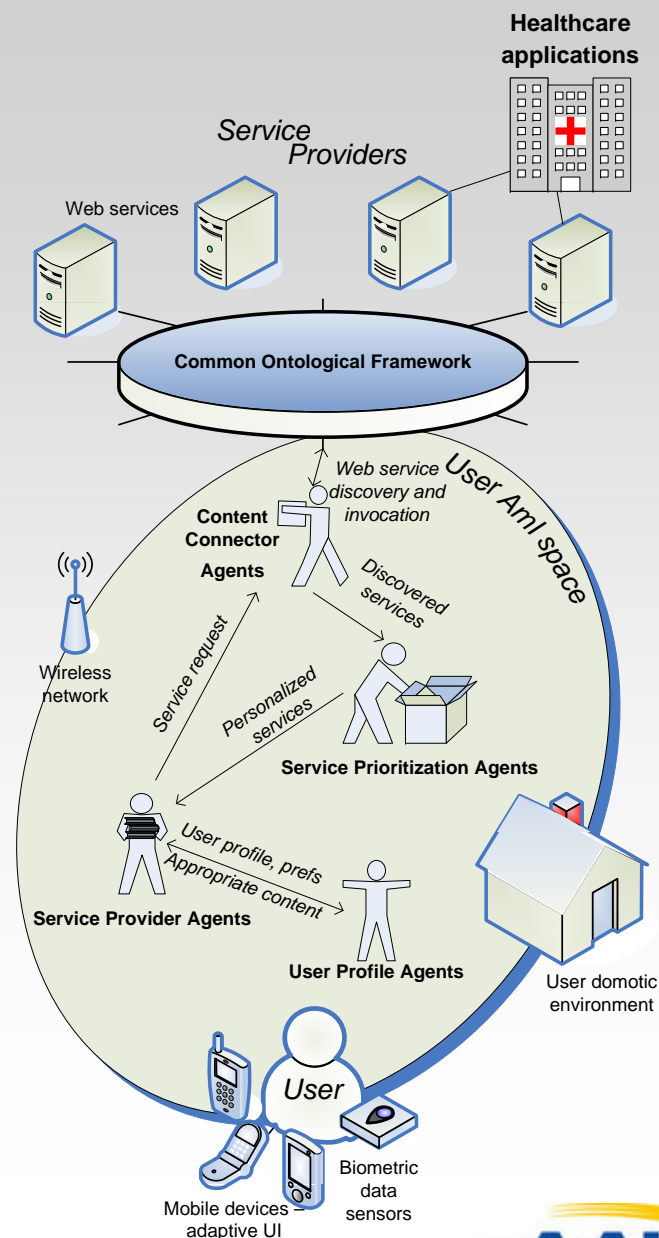 Healthcare
applications
Service
Providers
Web services
Common Ontological Framework
User AmI space
Web service
discovery and
invocation
Content
Connector
Agents
Discovered
services
Wireless
network
Service request
Personalized
services
Service Prioritization Agents
User profile, prefs
Appropriate content
Service Provider Agents
User Profile Agents
User domotic
environment
User
Biometric
data
sensors
Mobile devices –
adaptive UI